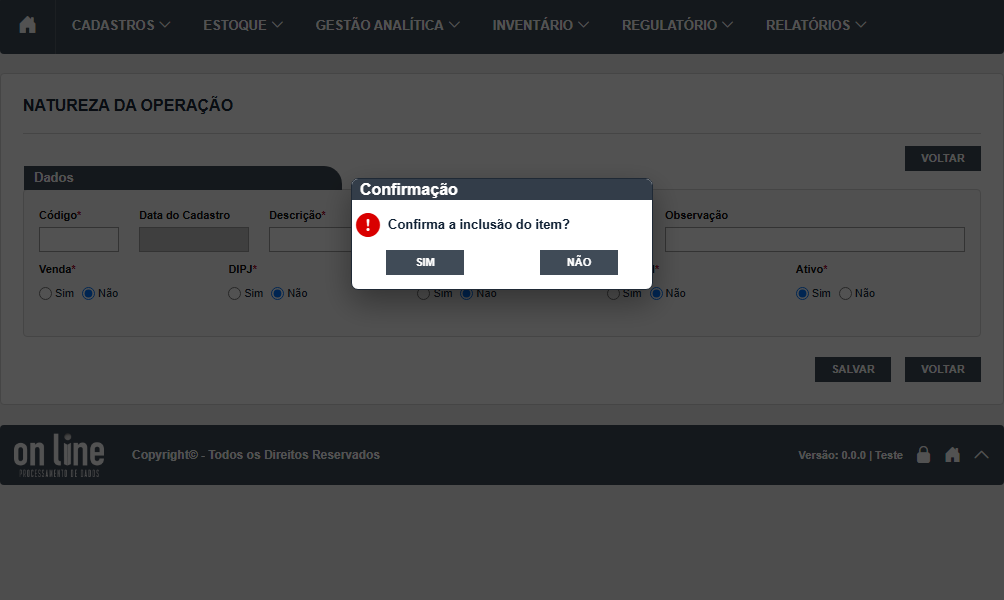 CADASTROS ESTOQUE GESTÃO ANALÍTICA INVENTÁRIO REGULATÓRIO RELATÓRIOS
NATUREZA DA OPERAÇÃO
VOLTAR
Dados
Confirmação
Confirma a inclusão do item?
SIM NÃO
Código* Data do Cadastro Descrição* Observação
Venda* DIPJ* * Ativo*
Sim Não Sim Não Sim Não Sim Não Sim Não
SALVAR VOLTAR
on line
PROCESSAMENTO DE DADOS
Copyright© - Todos os Direitos Reservados
Versão: 0.0.0 | Teste